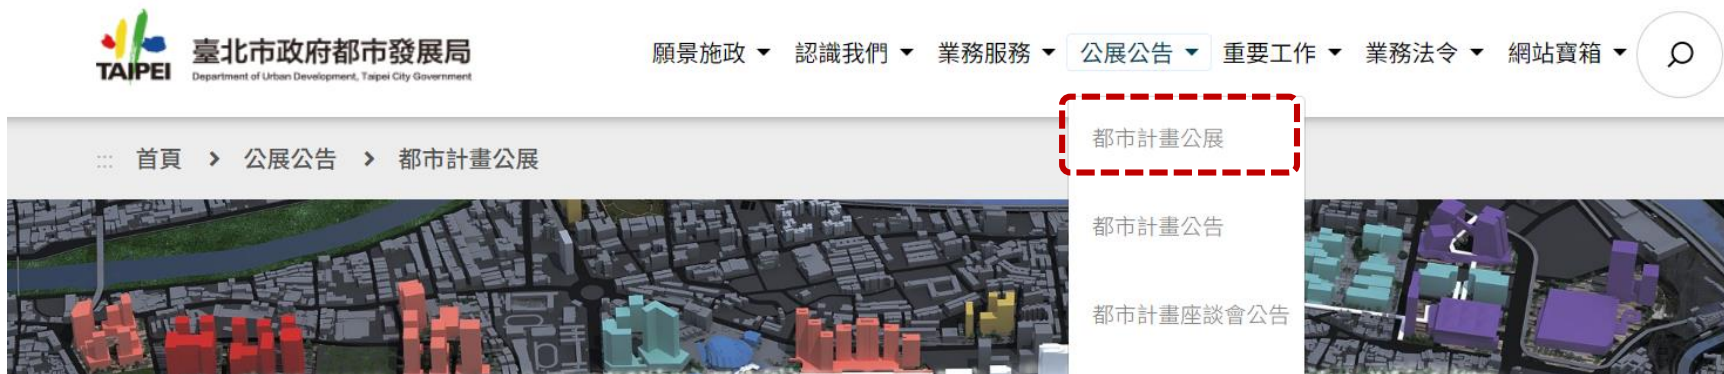 TAIPEI
臺北市政府都市發展局
Department of Urban Development, Taipei City Government
願景施政 認識我們 業務服務 公展公告 重要工作 業務法令 網站寶箱
都市計畫公展
首頁 > 公展公告 > 都市計畫公展
都市計畫公告
都市計畫座談會公告